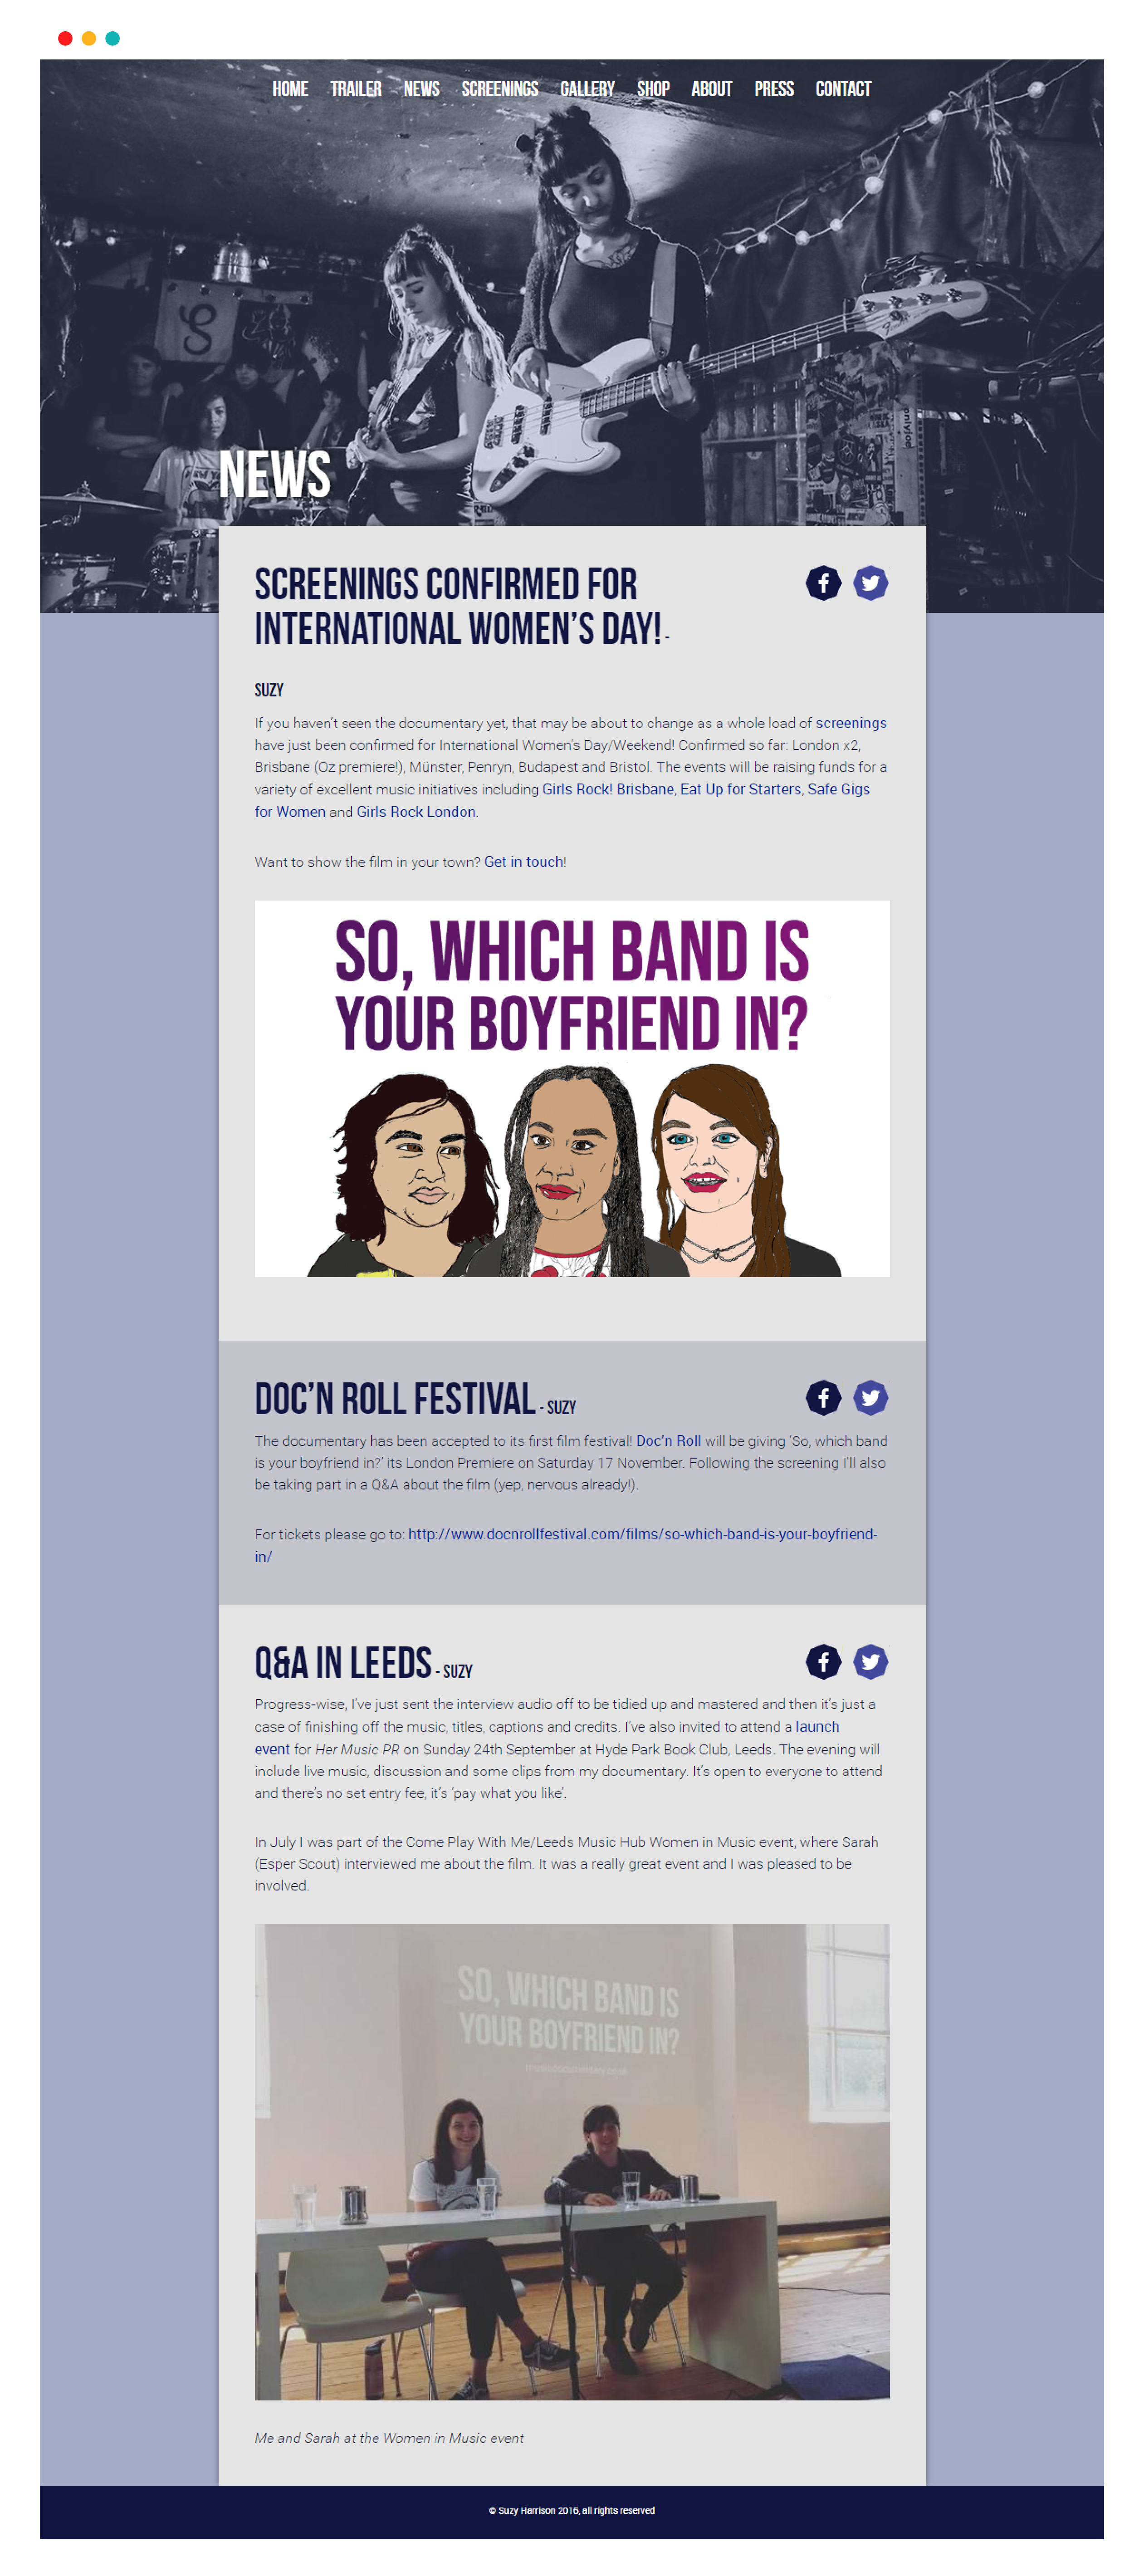 HOME TRAILER NEWS SCREENINGS GALLERY SHOP ABOUT PRESS CONTACT
onlyjoe
NEWS
SCREENINGS CONFIRMED FOR
INTERNATIONAL WOMEN’S DAY! -
SUZY
If you haven’t seen the documentary yet, that may be about to change as a whole load of screenings
have just been confirmed for International Women’s Day/Weekend! Confirmed so far: London x2,
Brisbane (Oz premiere!), Münster, Penryn, Budapest and Bristol. The events will be raising funds for a
variety of excellent music initiatives including Girls Rock! Brisbane, Eat Up for Starters, Safe Gigs
for Women and Girls Rock London.
Want to show the film in your town? Get in touch!
SO, WHICH BAND IS
YOUR BOYFRIEND IN?
DOC’N ROLL FESTIVAL - SUZY
The documentary has been accepted to its first film festival! Doc’n Roll will be giving ‘So, which band
is your boyfriend in?’ its London Premiere on Saturday 17 November. Following the screening I’ll also
be taking part in a Q&A about the film (yep, nervous already!).
For tickets please go to: http://www.docnrollfestival.com/films/so-which-band-is-your-boyfriend-
in/
Q&A IN LEEDS - SUZY
Progress-wise, I’ve just sent the interview audio off to be tidied up and mastered and then it’s just a
case of finishing off the music, titles, captions and credits. I’ve also invited to attend a launch
event for Her Music PR on Sunday 24th September at Hyde Park Book Club, Leeds. The evening will
include live music, discussion and some clips from my documentary. It’s open to everyone to attend
and there’s no set entry fee, it’s ‘pay what you like’.
In July I was part of the Come Play With Me/Leeds Music Hub Women in Music event, where Sarah
(Esper Scout) interviewed me about the film. It was a really great event and I was pleased to be
involved.
SO, WHICH BAND IS
YOUR BOYFRIEND IN?
Me and Sarah at the Women in Music event
© Suzy Harrison 2016, all rights reserved